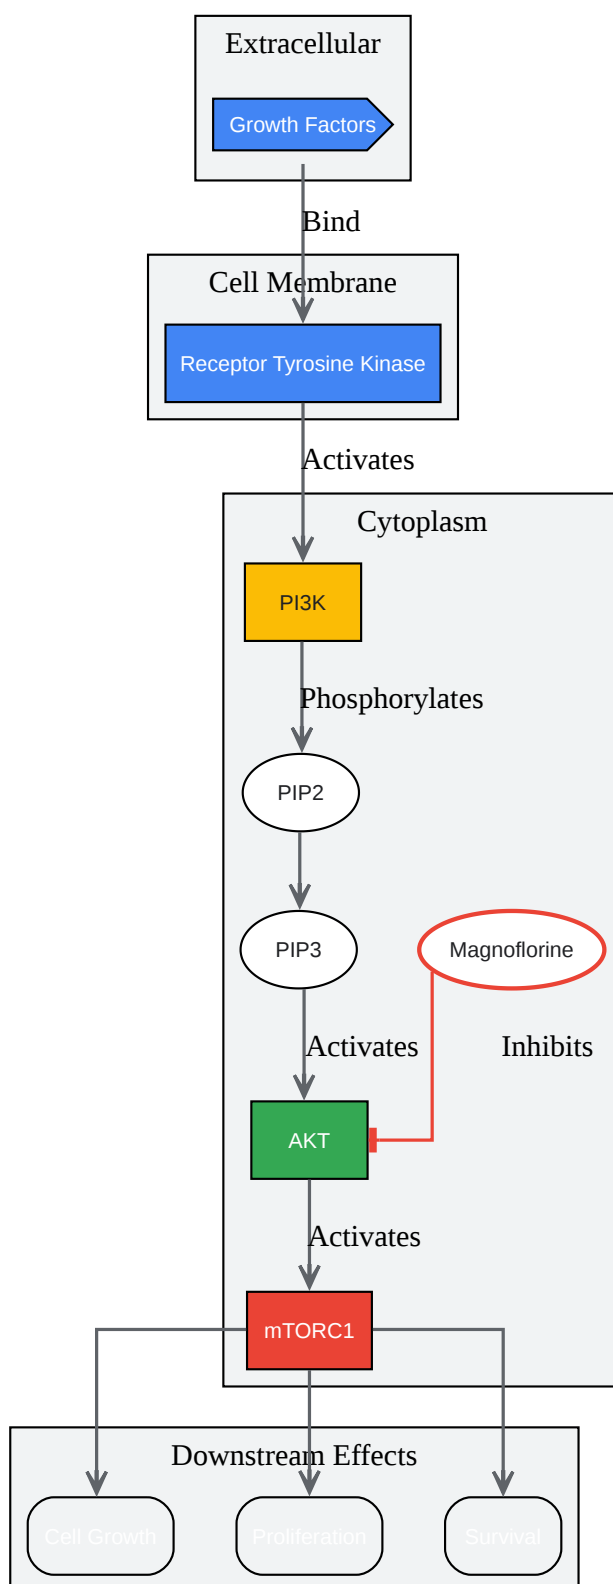 Extracellular
Growth Factors
Bind
Cell Membrane
Receptor Tyrosine Kinase
Activates
Cytoplasm
PI3K
Phosphorylates
PIP2
PIP3
Magnoflorine
Activates
Inhibits
AKT
Activates
mTORC1
Downstream Effects
Cell Growth
Proliferation
Survival